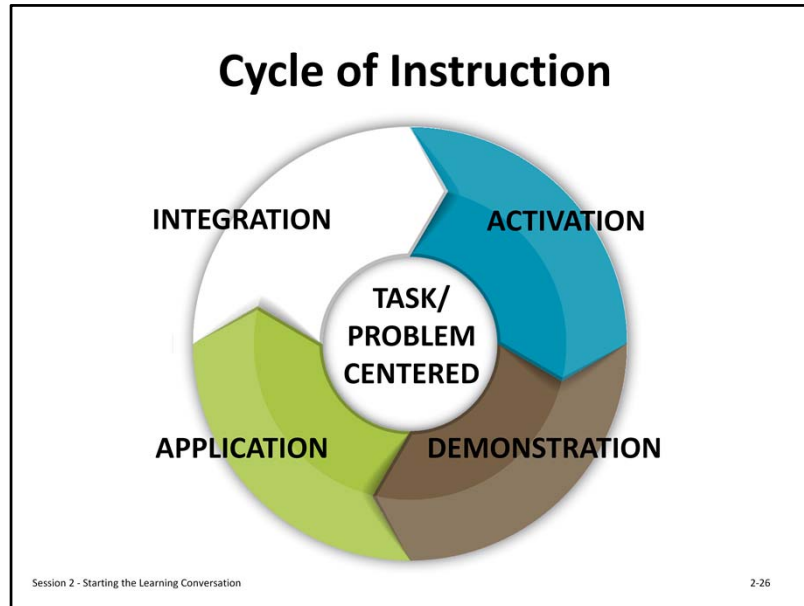 Cycle of Instruction
INTEGRATION
ACTIVATION
TASK/
PROBLEM
CENTERED
APPLICATION
DEMONSTRATION
Session 2 - Starting the Learning Conversation
2-26